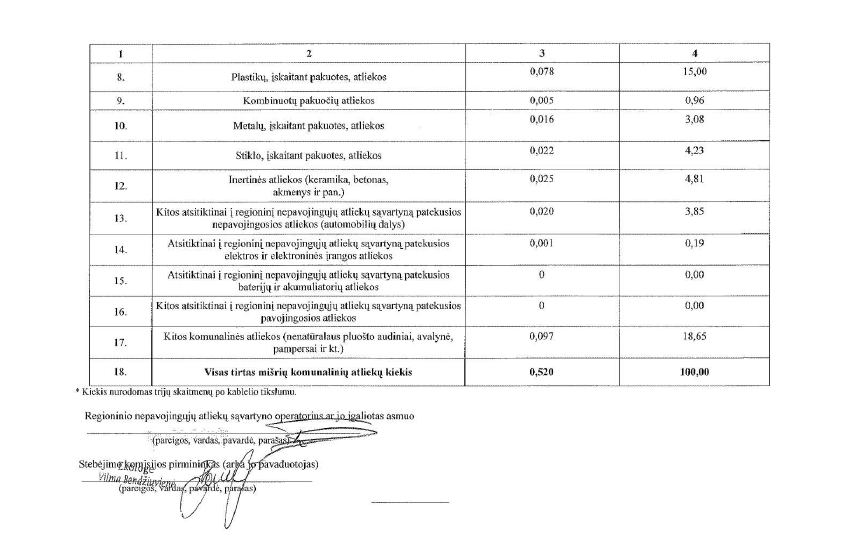 1 2 3 4
8. Plastikų, įskaitant pakuotes, atliekos 0,078 15,00
9. Kombinuotų pakuočių atliekos 0,005 0,96
10. Metalų, įskaitant pakuotes, atliekos 0,016 3,08
11. Stiklo, įskaitant pakuotes, atliekos 0,022 4,23
12. Inertinės atliekos (keramika, betonas, 0,025 4,81
akmenys ir pan.)
13. Kitos atsitiktinai į regioninį nepavojingųjų atliekų sąvartyną patekusios 0,020 3,85
nepavojingosios atliekos (automobilių dalys)
14. Atsitiktinai į regioninį nepavojingųjų atliekų sąvartyną patekusios 0,001 0,19
elektros ir elektroninės įrangos atliekos
15. Atsitiktinai į regioninį nepavojingųjų atliekų sąvartyną patekusios 0 0,00
baterijų ir akumuliatorių atliekos
16. Kitos atsitiktinai į regioninį nepavojingųjų atliekų sąvartyną patekusios 0 0,00
pavojingosios atliekos
17. Kitos komunalinės atliekos (nenatūralaus pluošto audiniai, avalynė, 0,097 18,65
pampersai ir kt.)
18. Visas tirtas mišrių komunalinių atliekų kiekis 0,520 100,00
* Kiekis nurodomas trijų skaitmenų po kablelio tikslumu.
Regioninio nepavojingųjų atliekų sąvartyno operatorius ar jo įgaliotas asmuo
(pareigos, vardas, pavardė, parašas)
Stebėjimo komisijos pirmininkas (arba jo pavaduotojas)
Ekologė
Vilma Bendžiuvienė
(pareigos, vardas, pavardė, parašas)